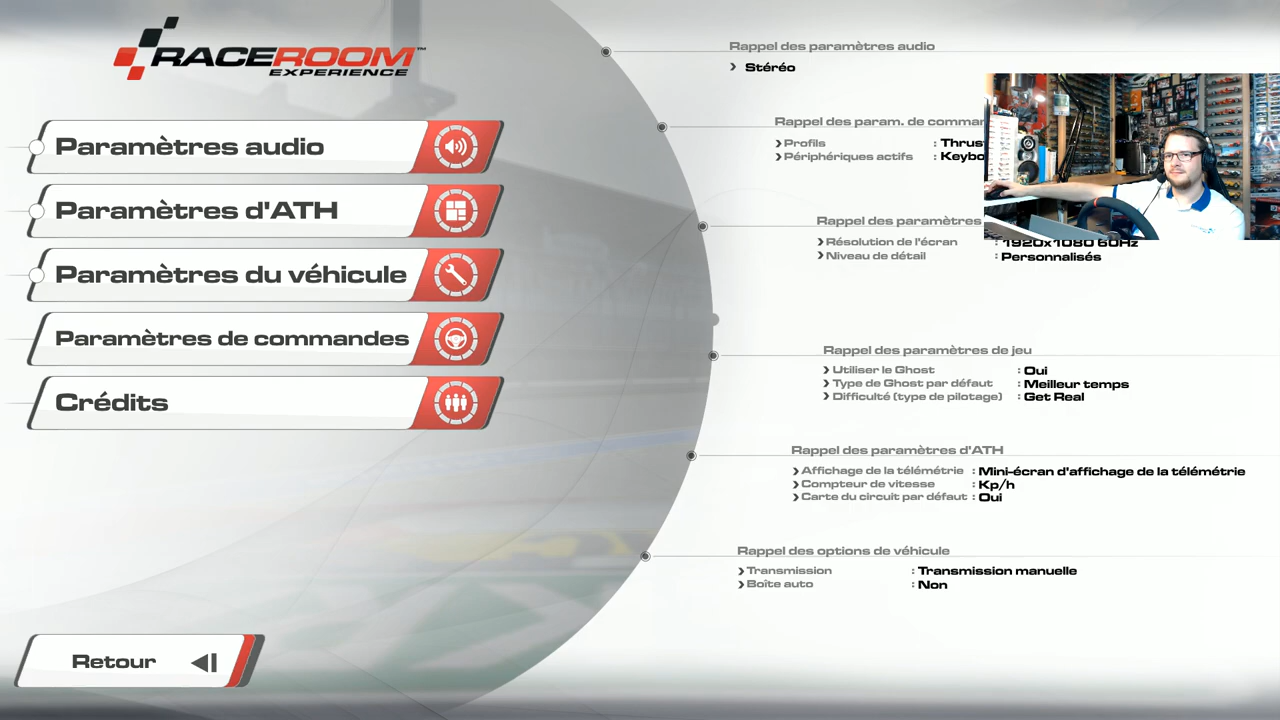 RACEROOM™
EXPERIENCE
Paramètres audio
Paramètres d'ATH
Paramètres du véhicule
Paramètres de commandes
Crédits
Retour
Rappel des paramètres audio
Stéréo
Rappel des param. de comman
Profils : Thrust
Périphériques actifs : Keybo
Rappel des paramètres
Résolution de l'écran : 1920x1080 60Hz
Niveau de détail : Personnalisés
Rappel des paramètres de jeu
Utiliser le Ghost : Oui
Type de Ghost par défaut : Meilleur temps
Difficulté (type de pilotage) : Get Real
Rappel des paramètres d'ATH
Affichage de la télémétrie : Mini-écran d'affichage de la télémétrie
Compteur de vitesse : Kp/h
Carte du circuit par défaut : Oui
Rappel des options de véhicule
Transmission : Transmission manuelle
Boîte auto : Non